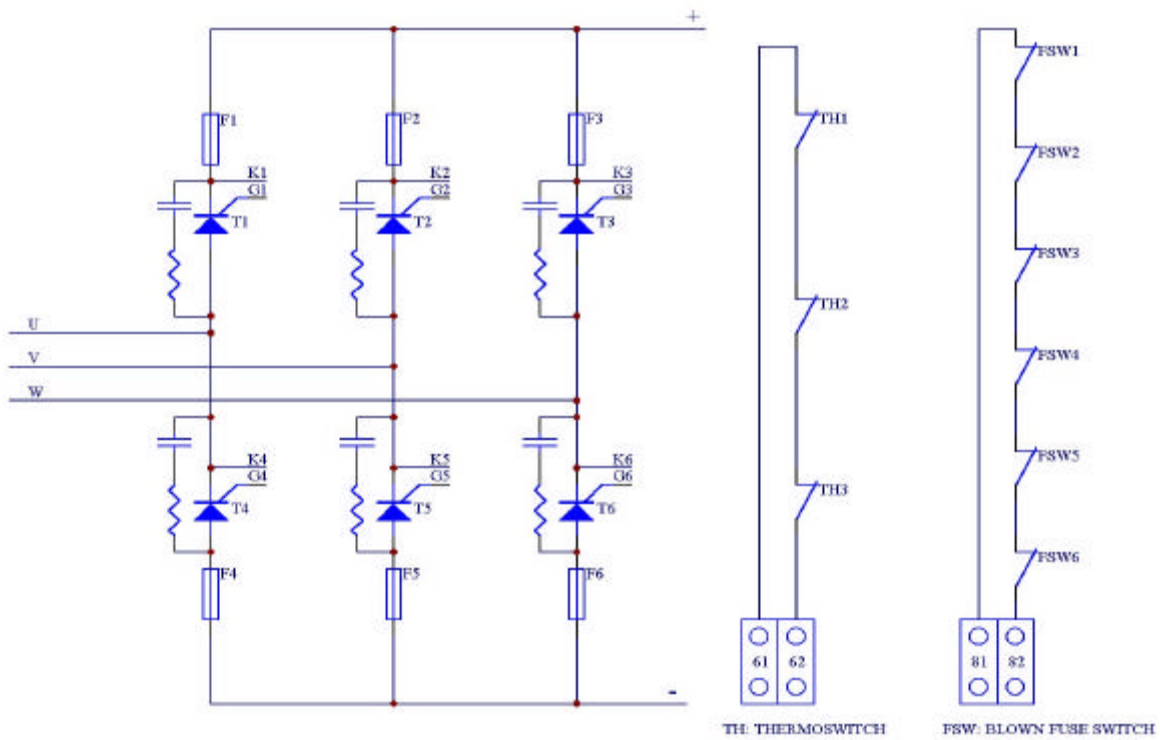 +
F1 F2 F3
K1 K2 K3
G1 G2 G3
T1 T2 T3
U
V
W
K4 K5 K6
G4 G5 G6
T4 T5 T6
F4 F5 F6
-
TH1
TH2
TH3
61 62
TH: THERMOSWITCH
FSW1
FSW2
FSW3
FSW4
FSW5
FSW6
81 82
FSW: BLOWN FUSE SWITCH